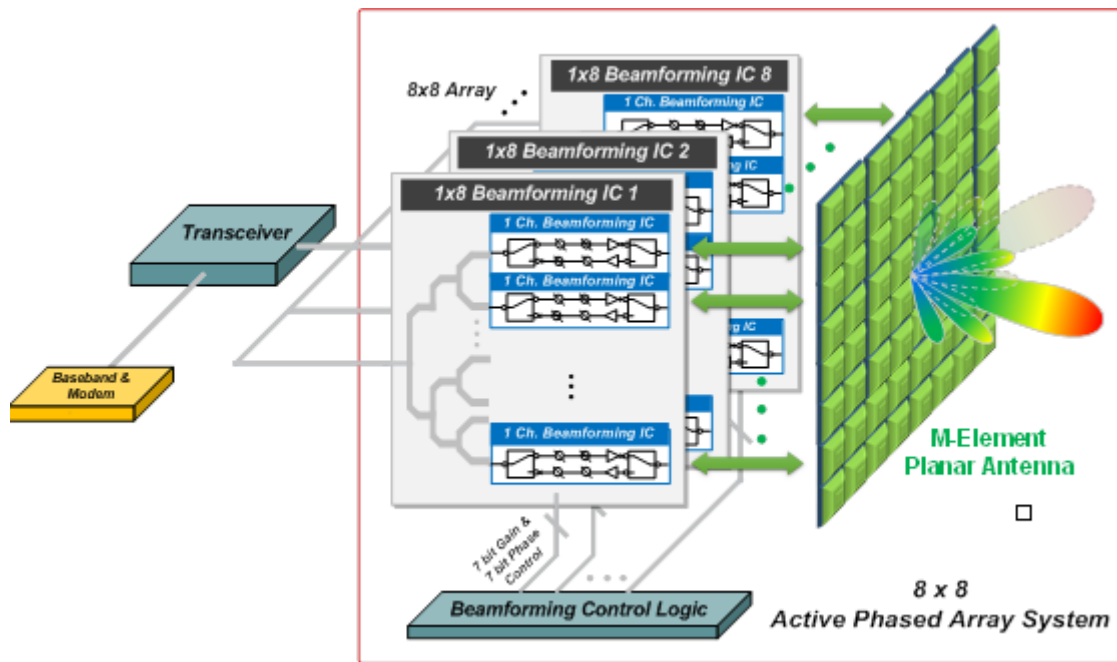 1x8 Beamforming IC 8
8x8 Array
1 Ch. Beamforming IC
1x8 Beamforming IC 2
1x8 Beamforming IC 1
1 Ch. Beamforming IC
Transceiver
1 Ch. Beamforming IC
Baseband &
Modem
1 Ch. Beamforming IC
M-Element
Planar Antenna
7 bit Gain &
7 bit Phase
Control
Beamforming Control Logic
8 x 8
Active Phased Array System